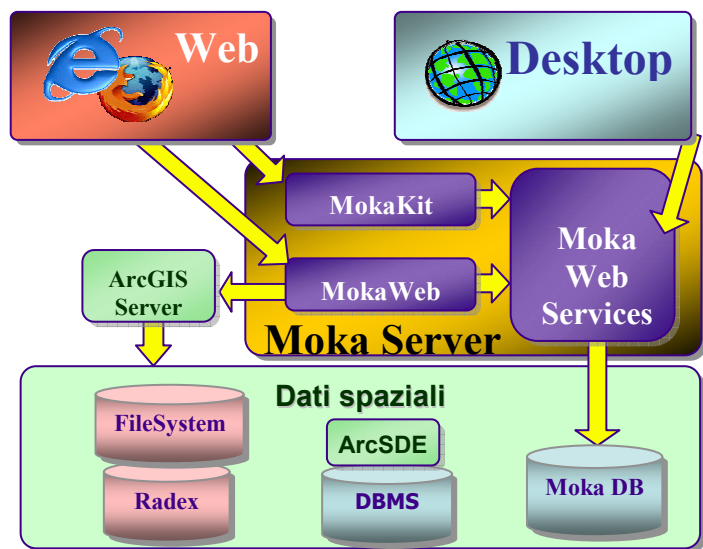 Web
Desktop
MokaKit
MokaWeb
Moka
Web
Services
ArcGIS
Server
Moka Server
Dati spaziali
FileSystem
Radex
ArcSDE
DBMS
Moka DB